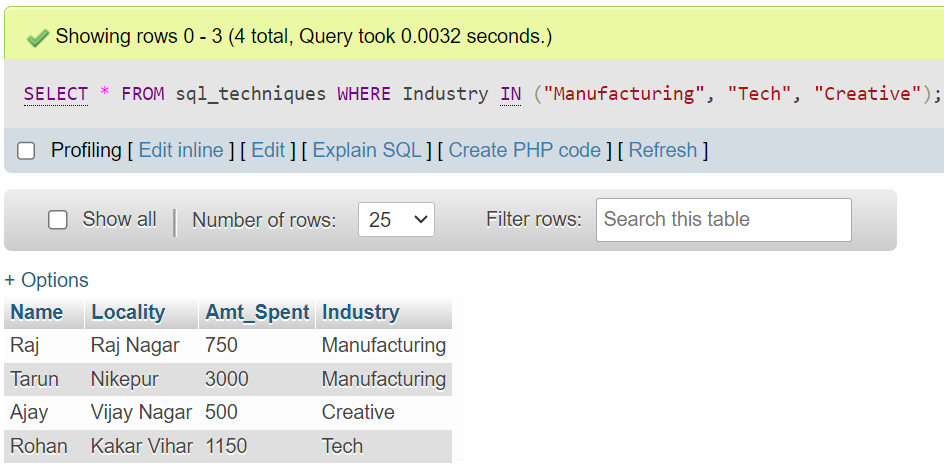 Showing rows 0 - 3 (4 total, Query took 0.0032 seconds.)
SELECT * FROM sql_techniques WHERE Industry IN ("Manufacturing", "Tech", "Creative");
Profiling [ Edit inline ] [ Edit ] [ Explain SQL ] [ Create PHP code ] [ Refresh ]
Show all | Number of rows: 25 Filter rows: Search this table
+ Options
Name Locality Amt_Spent Industry
Raj Raj Nagar 750 Manufacturing
Tarun Nikepur 3000 Manufacturing
Ajay Vijay Nagar 500 Creative
Rohan Kakar Vihar 1150 Tech